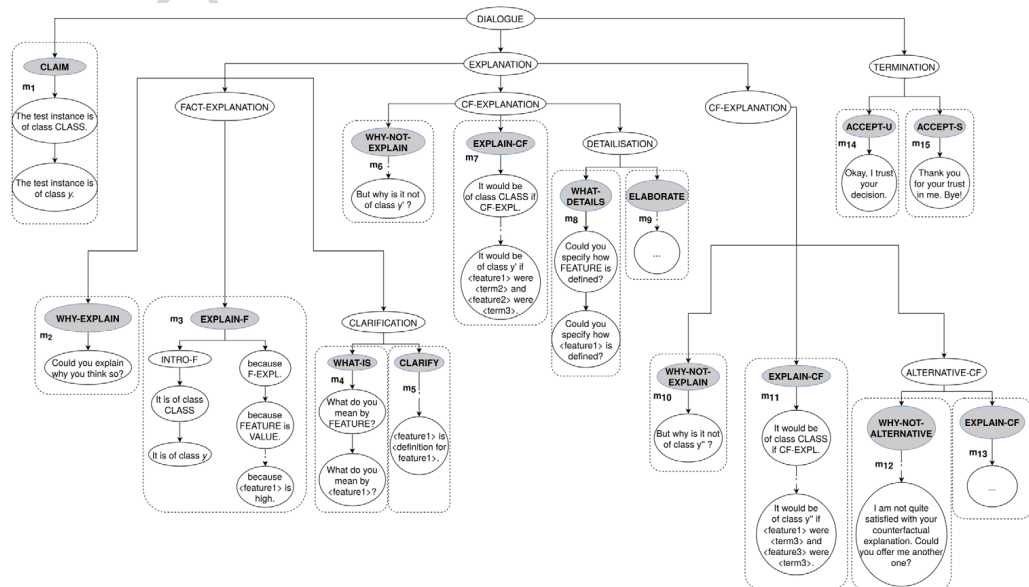 DIALOGUE
CLAIM
m1
The test instance is
of class CLASS.
The test instance is
of class y.
EXPLANATION
TERMINATION
FACT-EXPLANATION
CF-EXPLANATION
CF-EXPLANATION
WHY-NOT-
EXPLAIN
m6
But why is it not
of class y' ?
EXPLAIN-CF
m7
It would be
of class CLASS if
CF-EXPL.
It would be
of class y' if
<feature1> were
<term2> and
<feature2> were
<term3>.
DETAILISATION
WHAT-
DETAILS
m8
Could you
specify how
FEATURE is
defined?
Could you
specify how
<feature1> is
defined?
ELABORATE
m9
...
ACCEPT-U
m14
Okay, I trust
your
decision.
ACCEPT-S
m15
Thank you
for your trust
in me. Bye!
WHY-EXPLAIN
m2
Could you explain
why you think so?
m3
EXPLAIN-F
INTRO-F
It is of class
CLASS
It is of class y
because
F-EXPL.
because
FEATURE is
VALUE.
because
<feature1> is
high.
CLARIFICATION
WHAT-IS
m4
What do you
mean by
FEATURE?
What do you
mean by
<feature1>?
CLARIFY
m5
<feature1> is
<definition for
feature1>.
WHY-NOT-
EXPLAIN
m10
But why is it not
of class y'' ?
EXPLAIN-CF
m11
It would be
of class CLASS
if CF-EXPL.
It would be
of class y'' if
<feature1> were
<term3> and
<feature3> were
<term3>.
ALTERNATIVE-CF
WHY-NOT-
ALTERNATIVE
m12
I am not quite
satisfied with your
counterfactual
explanation. Could
you offer me another
one?
EXPLAIN-CF
m13
...